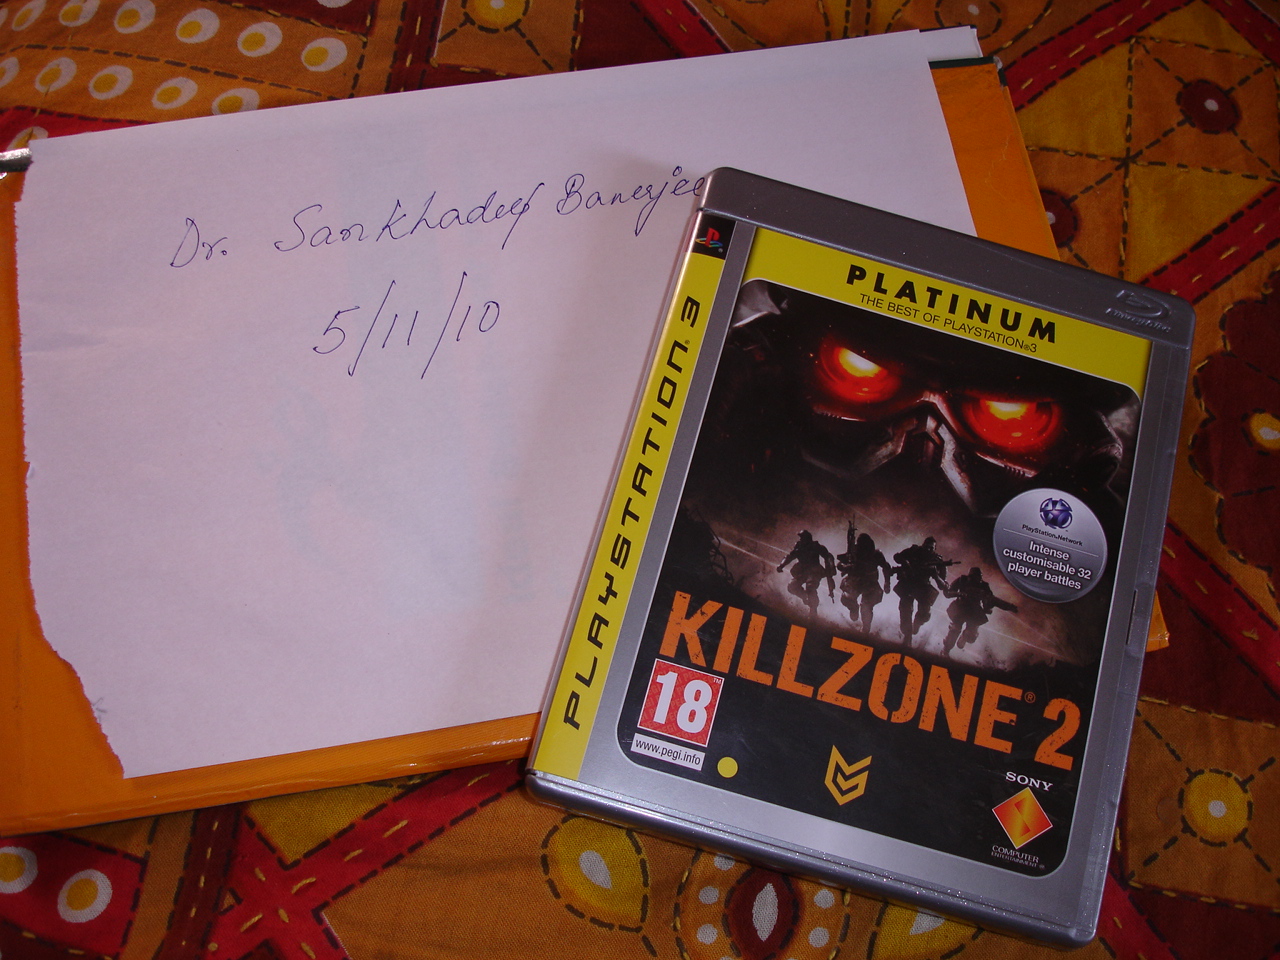 Dr. Sankhadeep Banerjee
5/11/10
PLAYSTATION® 3
PLATINUM
THE BEST OF PLAYSTATION®3
PlayStation®Network
Intense
customisable 32
player battles
KILLZONE® 2
18
www.pegi.info
SONY
COMPUTER
ENTERTAINMENT®